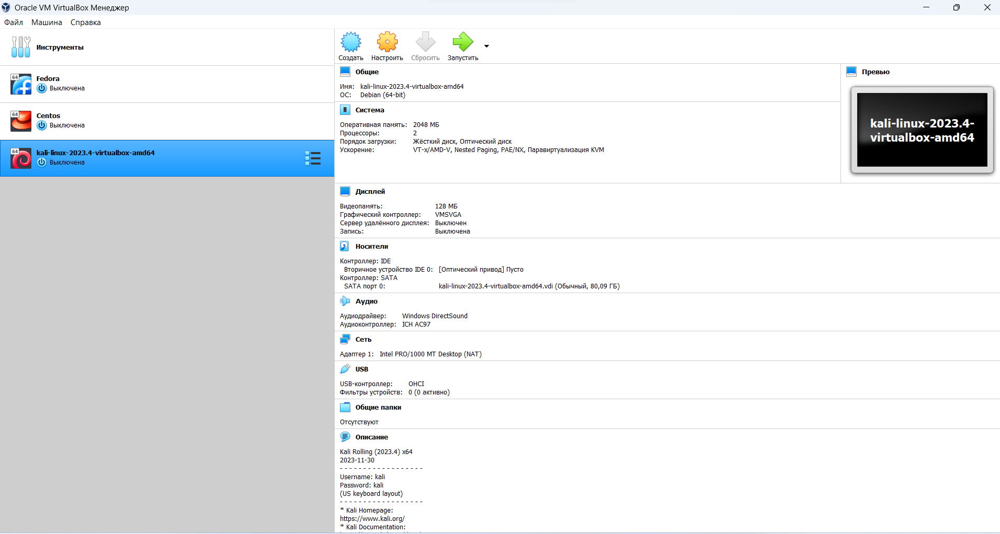 Oracle VM VirtualBox Менеджер
Файл Машина Справка
Инструменты
64
Fedora
Выключена
64
Centos
Выключена
64
kali-linux-2023.4-virtualbox-amd64
Выключена
Создать Настроить Сбросить Запустить
Общие
Имя: kali-linux-2023.4-virtualbox-amd64
ОС: Debian (64-bit)
Система
Оперативная память: 2048 МБ
Процессоры: 2
Порядок загрузки: Жёсткий диск, Оптический диск
Ускорение: VT-x/AMD-V, Nested Paging, PAE/NX, Паравиртуализация KVM
Превью
kali-linux-2023.4-
virtualbox-amd64
Дисплей
Видеопамять: 128 МБ
Графический контроллер: VMSVGA
Сервер удалённого дисплея: Выключен
Запись: Выключена
Носители
Контроллер: IDE
Вторичное устройство IDE 0: [Оптический привод] Пусто
Контроллер: SATA
SATA порт 0: kali-linux-2023.4-virtualbox-amd64.vdi (Обычный, 80,09 ГБ)
Аудио
Аудиодрайвер: Windows DirectSound
Аудиоконтроллер: ICH AC97
Сеть
Адаптер 1: Intel PRO/1000 MT Desktop (NAT)
USB
USB-контроллер: OHCI
Фильтры устройств: 0 (0 активно)
Общие папки
Отсутствуют
Описание
Kali Rolling (2023.4) x64
2023-11-30
- - - - - - - - - - - - - - - - - -
Username: kali
Password: kali
(US keyboard layout)
- - - - - - - - - - - - - - - - - -
* Kali Homepage:
https://www.kali.org/
* Kali Documentation: